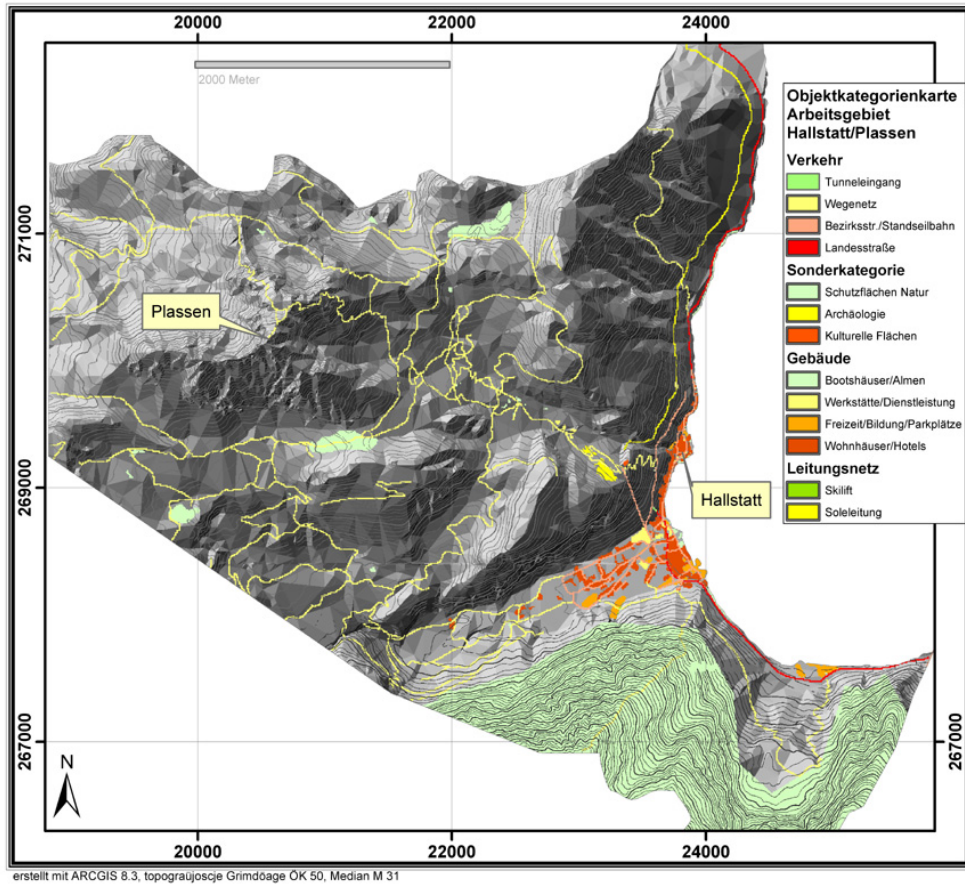 20000 22000 24000
2000 Meter
Objektkategorienkarte
Arbeitsgebiet
Hallstatt/Plassen
Verkehr
Tunneleingang
Wegenetz
Bezirksstr./Standseilbahn
Landesstraße
Sonderkategorie
Schutzflächen Natur
Archäologie
Kulturelle Flächen
Gebäude
Bootshäuser/Almen
Werkstätte/Dienstleistung
Freizeit/Bildung/Parkplätze
Wohnhäuser/Hotels
Leitungsnetz
Skilift
Soleleitung
271000
Plassen
269000
Hallstatt
267000 267000
N
20000 22000 24000
erstellt mit ARCGIS 8.3, topograüjoscje Grimdöage ÖK 50, Median M 31